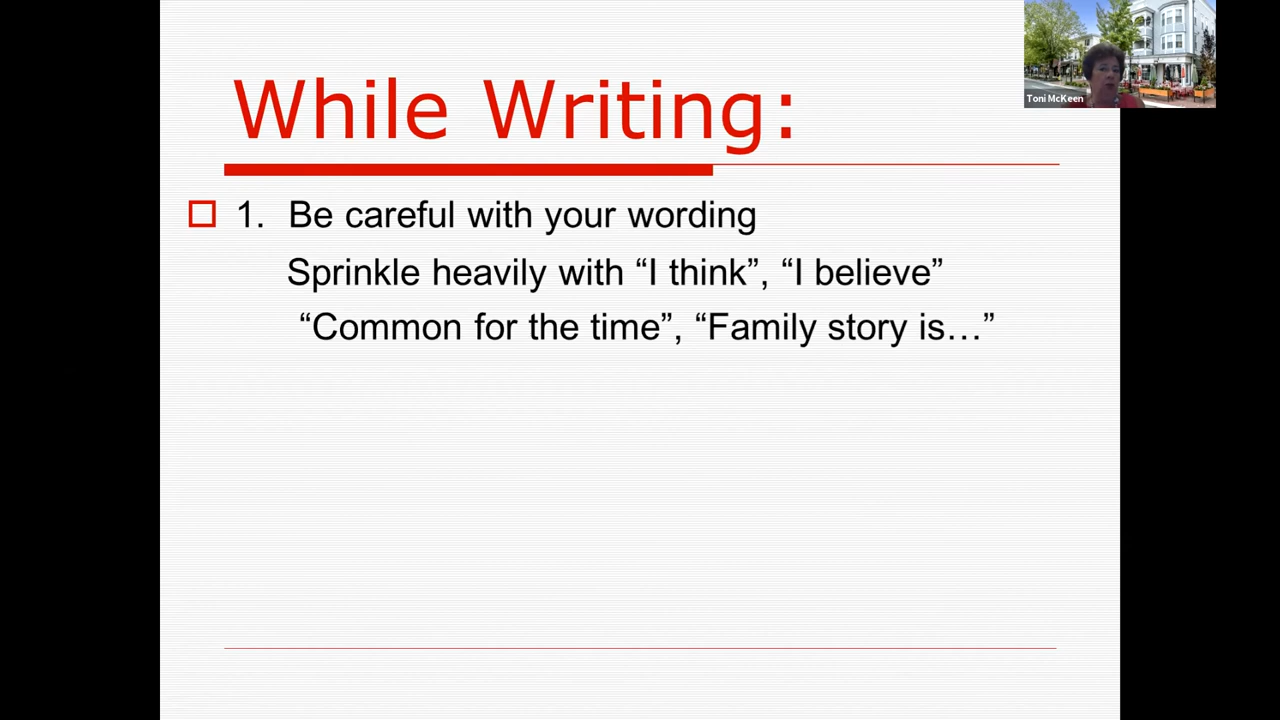 While Writing:
1. Be careful with your wording
Sprinkle heavily with “I think”, “I believe”
“Common for the time”, “Family story is…”
Toni McKeen